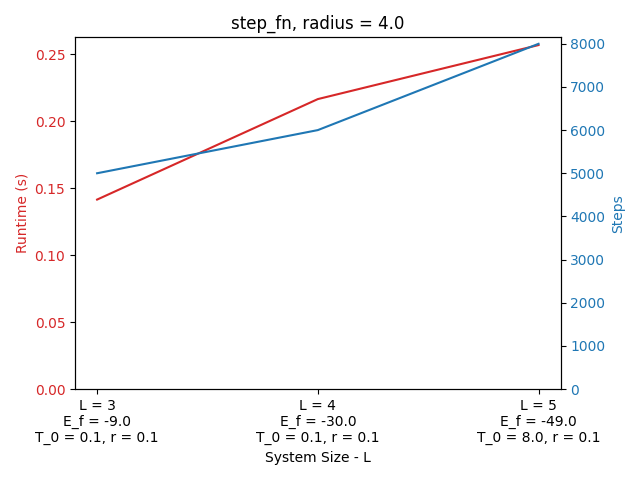 step_fn, radius = 4.0
Runtime (s)
0.25
0.20
0.15
0.10
0.05
0.00
8000
7000
6000
5000
4000
3000
2000
1000
0
Steps
L = 3
E_f = -9.0
T_0 = 0.1, r = 0.1
L = 4
E_f = -30.0
T_0 = 0.1, r = 0.1
L = 5
E_f = -49.0
T_0 = 8.0, r = 0.1
System Size - L